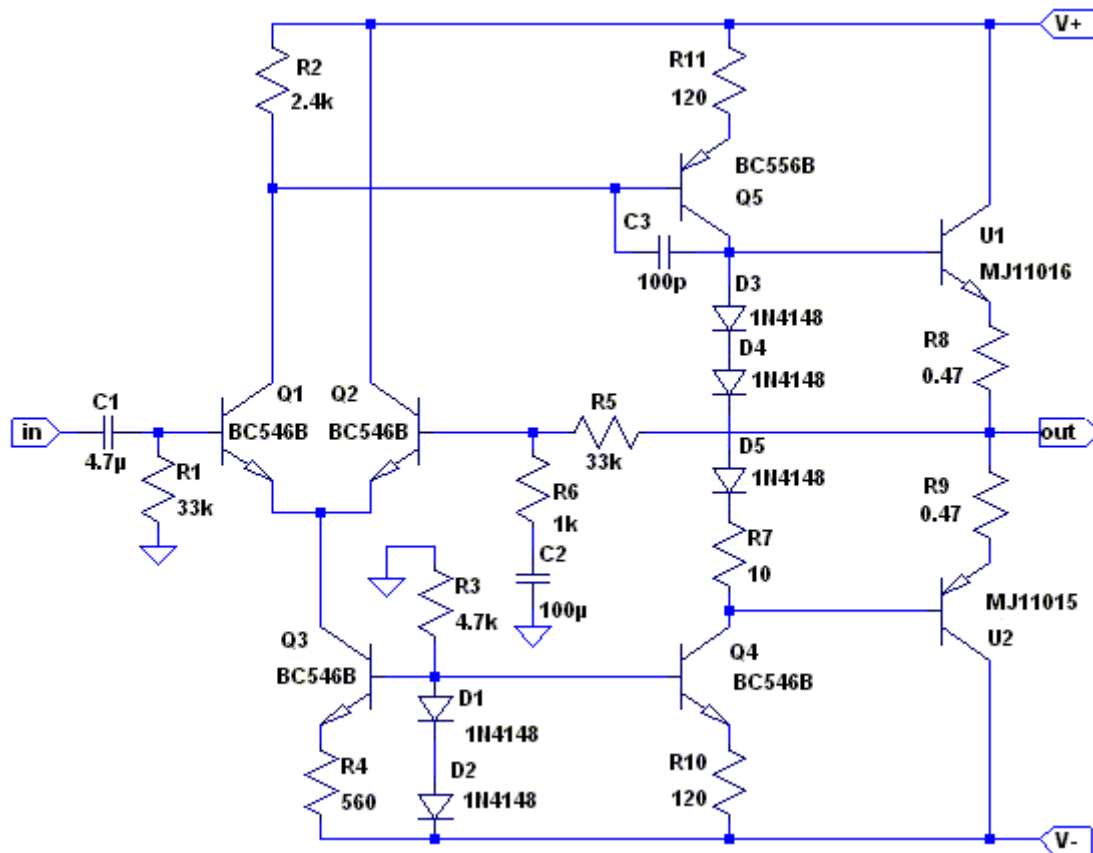 V+
R2
2.4k
R11
120
BC556B
Q5
C3
100p
U1
MJ11016
D3
1N4148
D4
1N4148
R8
0.47
in
C1
4.7µ
R1
33k
Q1
BC546B
Q2
BC546B
R5
33k
out
D5
1N4148
R6
1k
C2
100µ
R9
0.47
R7
10
R3
4.7k
MJ11015
U2
Q3
BC546B
Q4
BC546B
D1
1N4148
D2
1N4148
R4
560
R10
120
V-